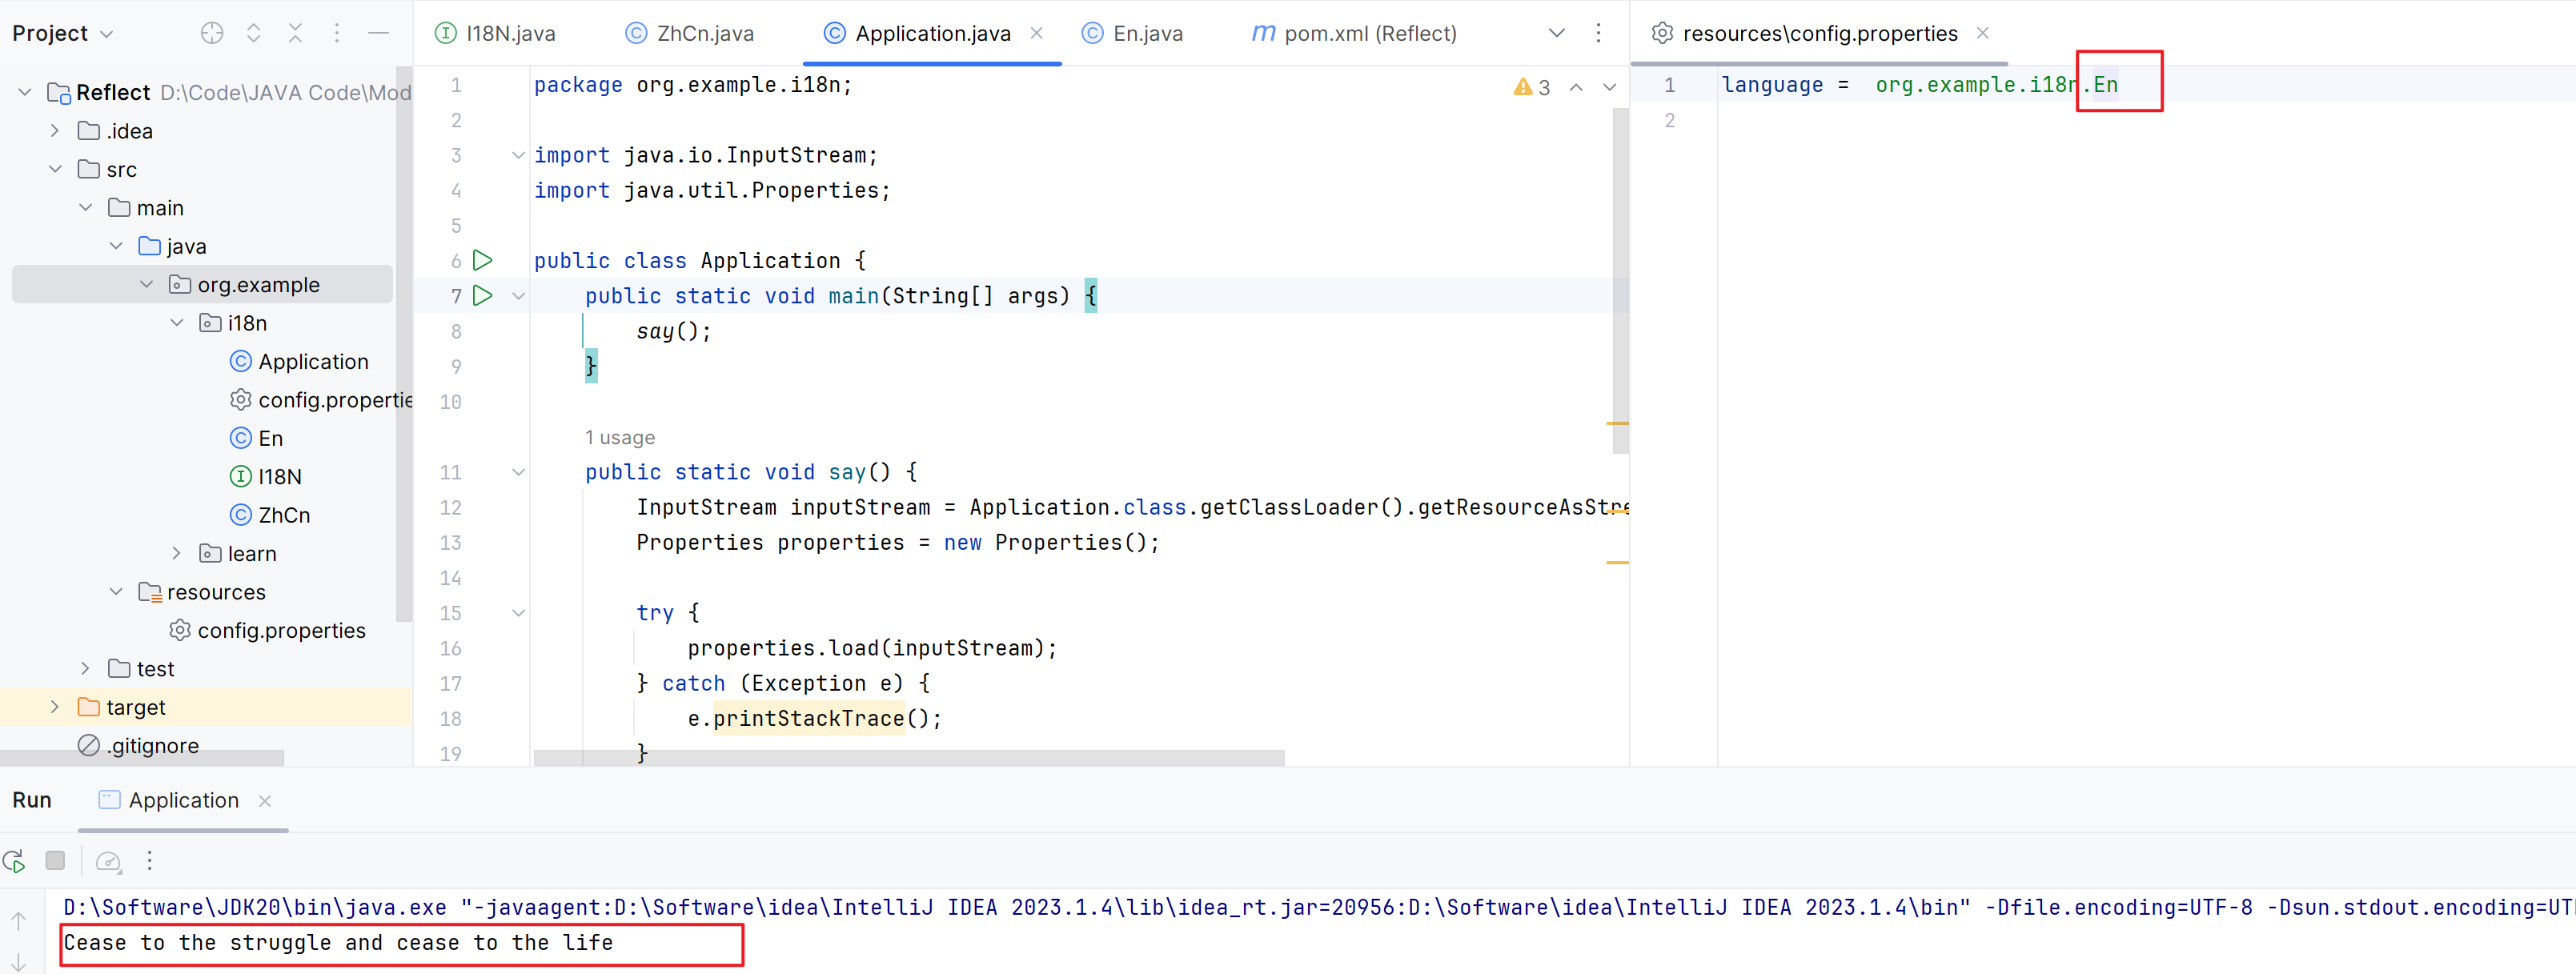 Project
I18N.java
ZhCn.java
Application.java
En.java
m pom.xml (Reflect)
resources\config.properties
Reflect D:\Code\JAVA Code\Mod
.idea
src
main
java
org.example
i18n
Application
config.propertie
En
I18N
ZhCn
learn
resources
config.properties
test
target
.gitignore
3
1 package org.example.i18n;
2
3 import java.io.InputStream;
4 import java.util.Properties;
5
6 public class Application {
7 public static void main(String[] args) {
8 say();
9 }
10
1 usage
11 public static void say() {
12 InputStream inputStream = Application.class.getClassLoader().getResourceAsStre
13 Properties properties = new Properties();
14
15 try {
16 properties.load(inputStream);
17 } catch (Exception e) {
18 e.printStackTrace();
19 }
1 language =  org.example.i18n.En
2
Run
Application
D:\Software\JDK20\bin\java.exe "-javaagent:D:\Software\idea\IntelliJ IDEA 2023.1.4\lib\idea_rt.jar=20956:D:\Software\idea\IntelliJ IDEA 2023.1.4\bin" -Dfile.encoding=UTF-8 -Dsun.stdout.encoding=UT
Cease to the struggle and cease to the life